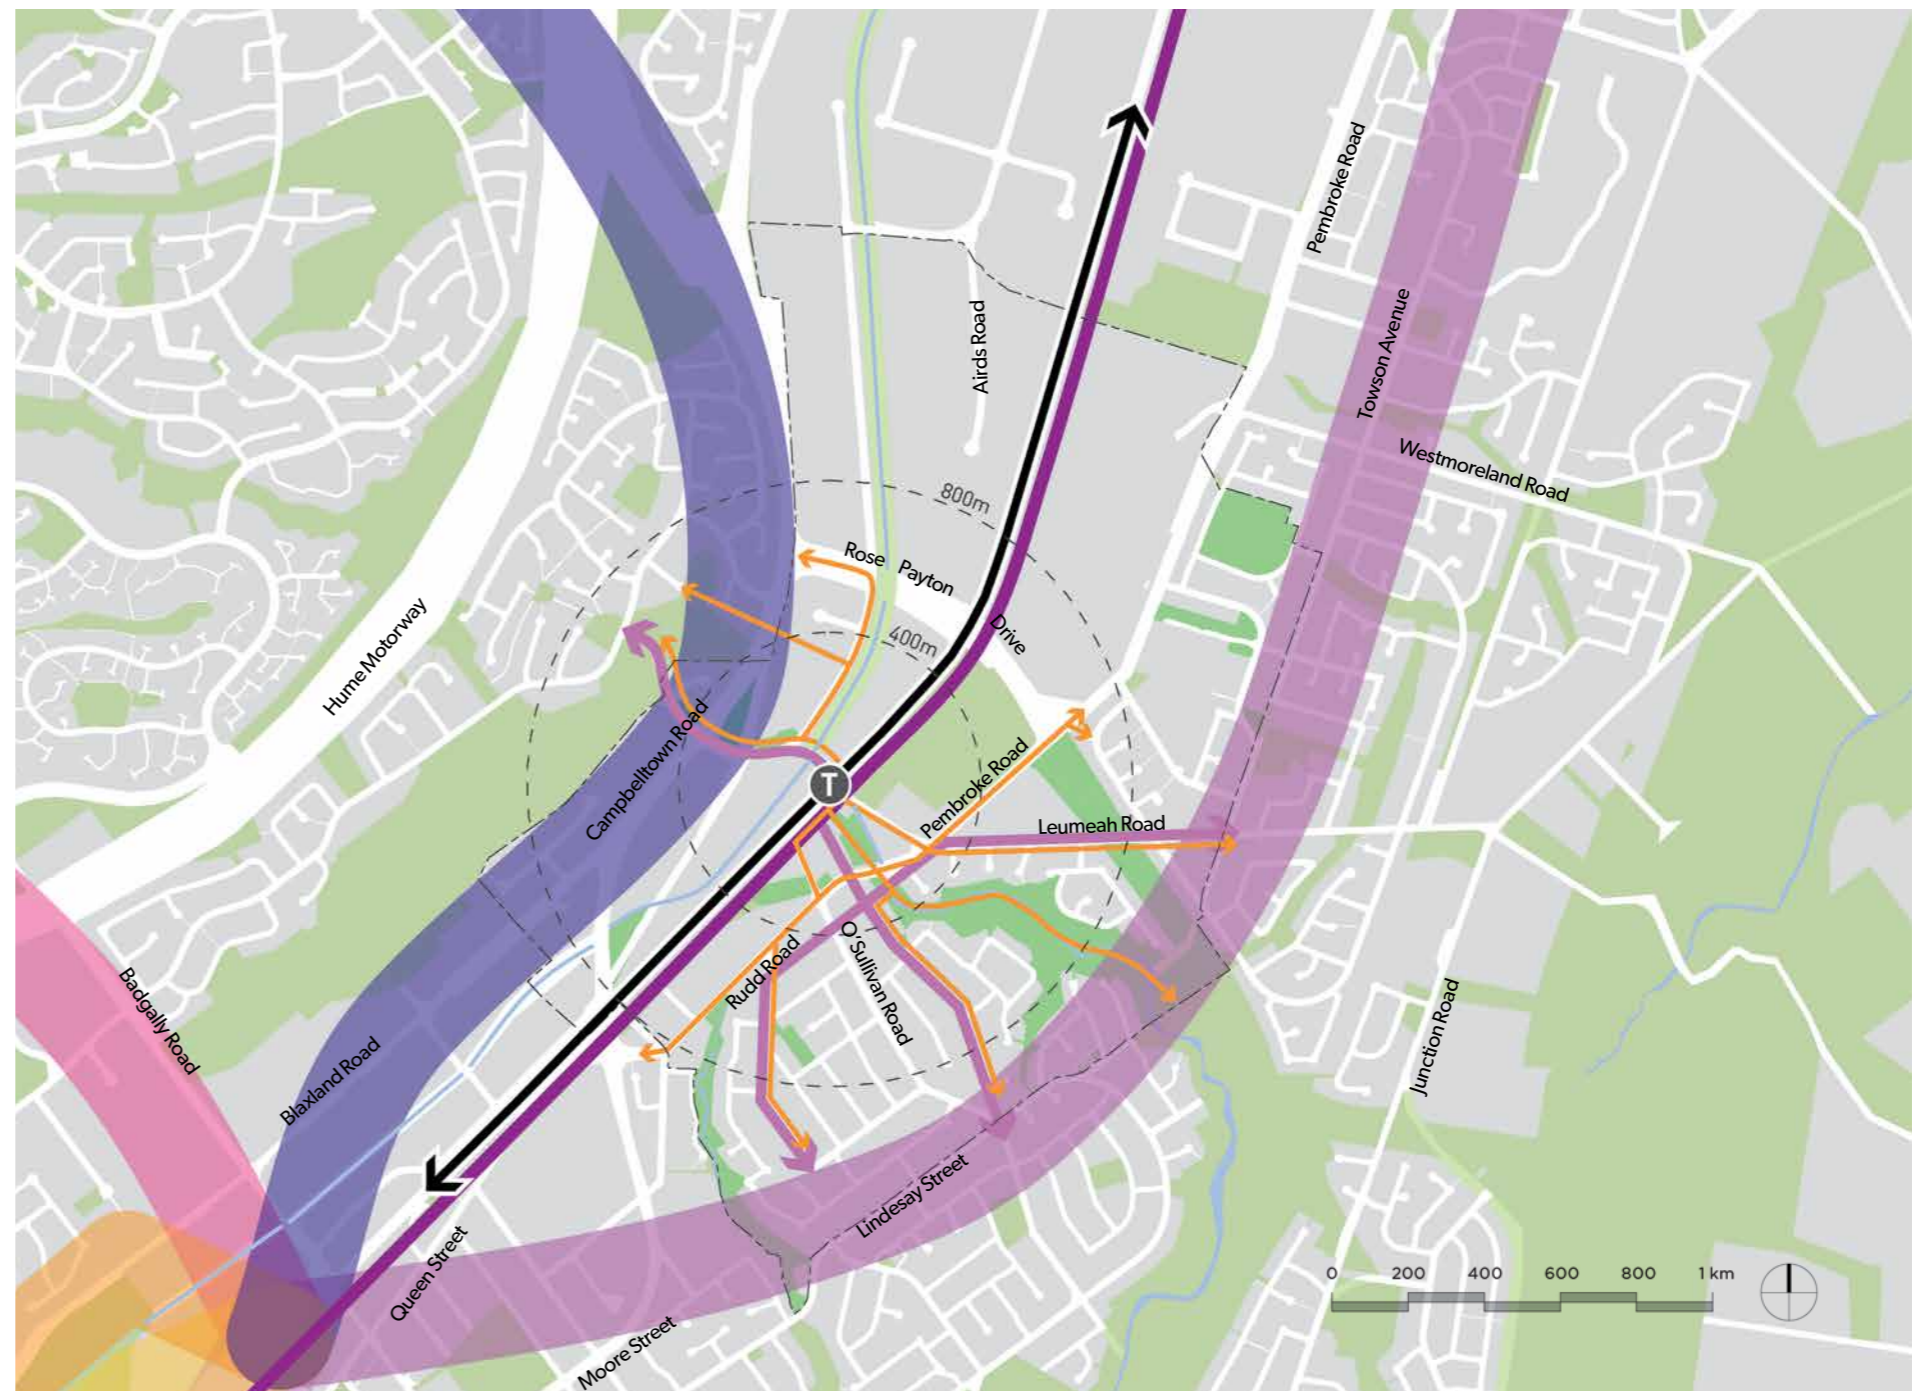 Pembroke Road
Airds Road
Towson Avenue
Westmoreland Road
800m
Rose Payton
Drive
400m
Hume Motorway
Campbelltown Road
T
Pembroke Road
Leumeah Road
Rudd Road
O'Sullivan Road
Badgally Road
Blaxland Road
Junction Road
Lindesay Street
Queen Street
Moore Street
0 200 400 600 800 1 km